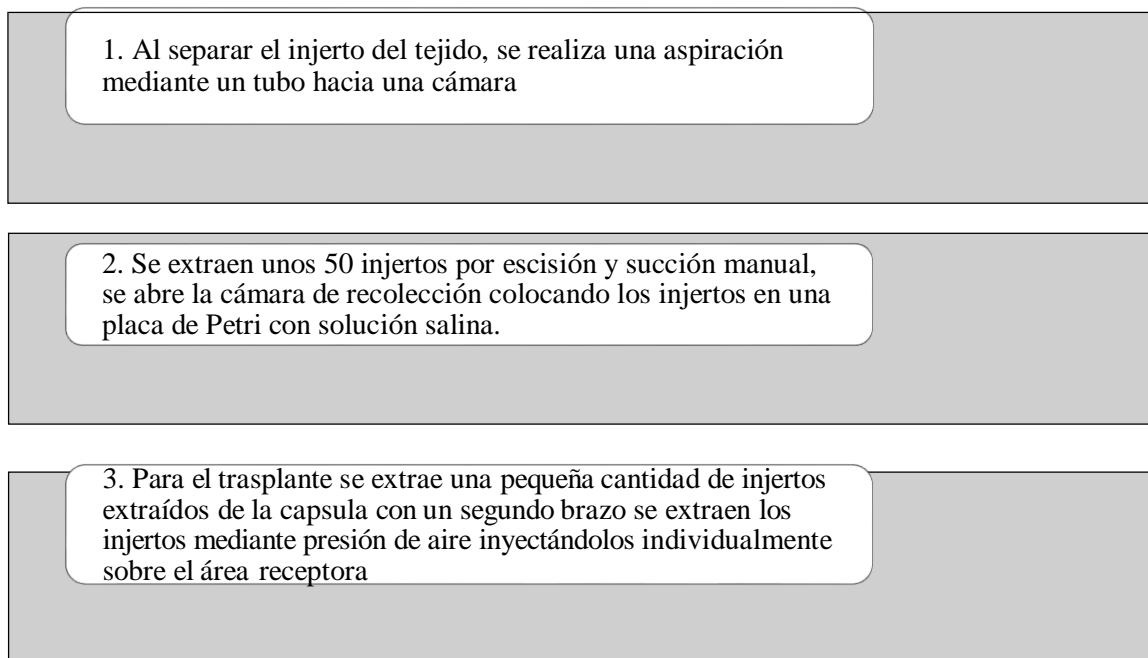 1. Al separar el injerto del tejido, se realiza una aspiración
mediante un tubo hacia una cámara
2. Se extraen unos 50 injertos por escisión y succión manual,
se abre la cámara de recolección colocando los injertos en una
placa de Petri con solución salina.
3. Para el trasplante se extrae una pequeña cantidad de injertos
extraídos de la capsula con un segundo brazo se extraen los
injertos mediante presión de aire inyectándolos individualmente
sobre el área receptora